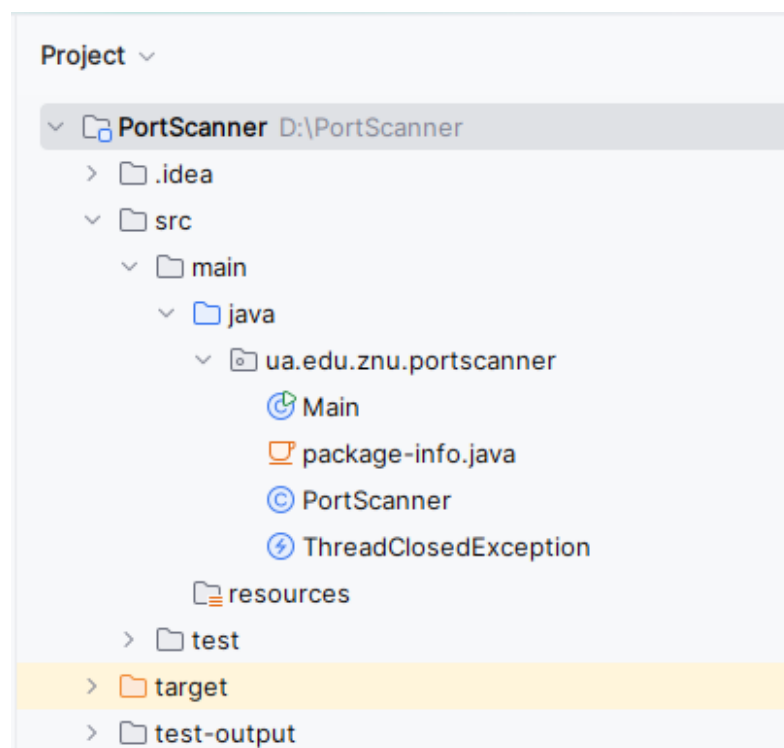 Project
PortScanner D:\PortScanner
.idea
src
main
java
ua.edu.znu.portscanner
Main
package-info.java
PortScanner
ThreadClosedException
resources
test
target
test-output